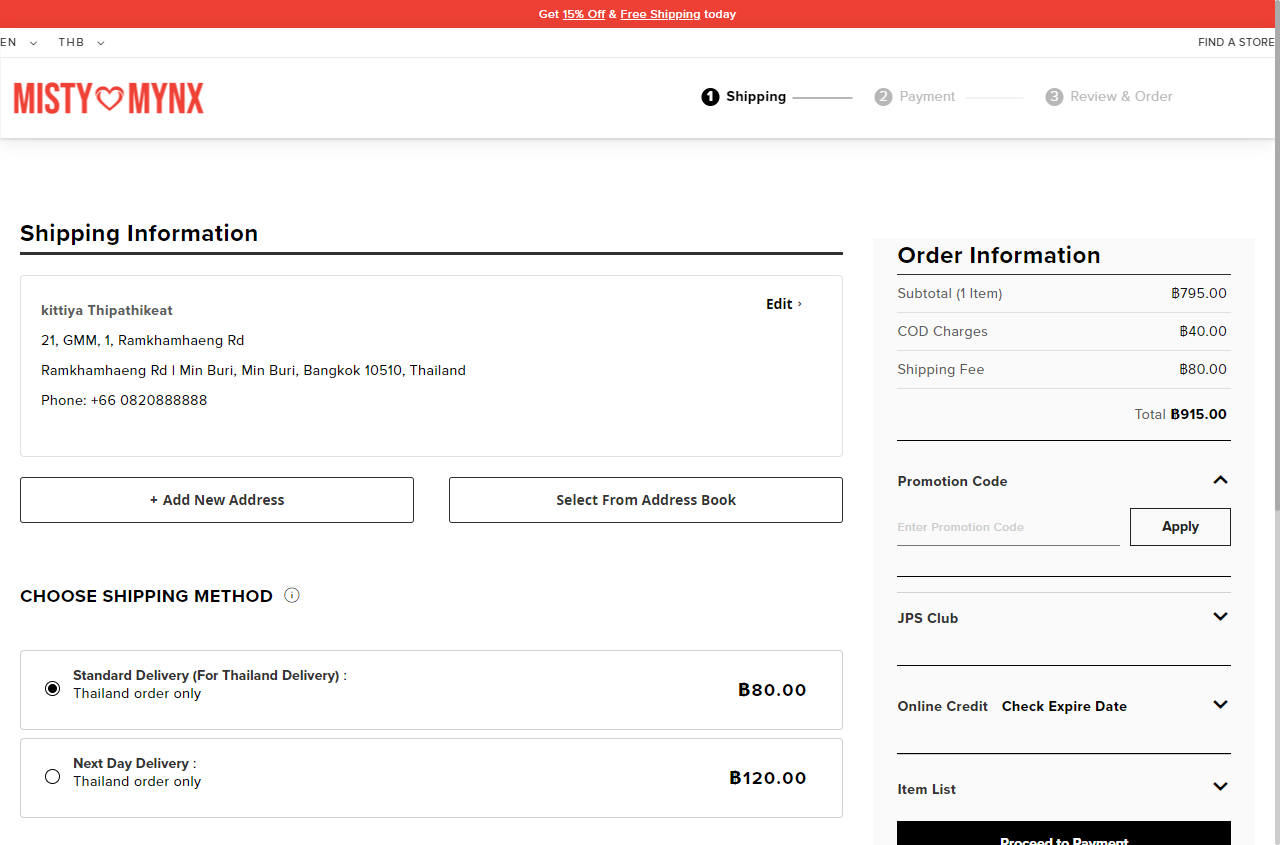 Get 15% Off & Free Shipping today
EN THB FIND A STORE
MISTY MYNX
1 Shipping 2 Payment 3 Review & Order
Shipping Information
kittiya Thipathikeat
Edit ›
21, GMM, 1, Ramkhamhaeng Rd
Ramkhamhaeng Rd | Min Buri, Min Buri, Bangkok 10510, Thailand
Phone: +66 0820888888
+ Add New Address
Select From Address Book
CHOOSE SHIPPING METHOD
Standard Delivery (For Thailand Delivery) :
Thailand order only
฿80.00
Next Day Delivery :
Thailand order only
฿120.00
Order Information
Subtotal (1 Item) ฿795.00
COD Charges ฿40.00
Shipping Fee ฿80.00
Total ฿915.00
Promotion Code
Enter Promotion Code
Apply
JPS Club
Online Credit Check Expire Date
Item List
Proceed to Payment